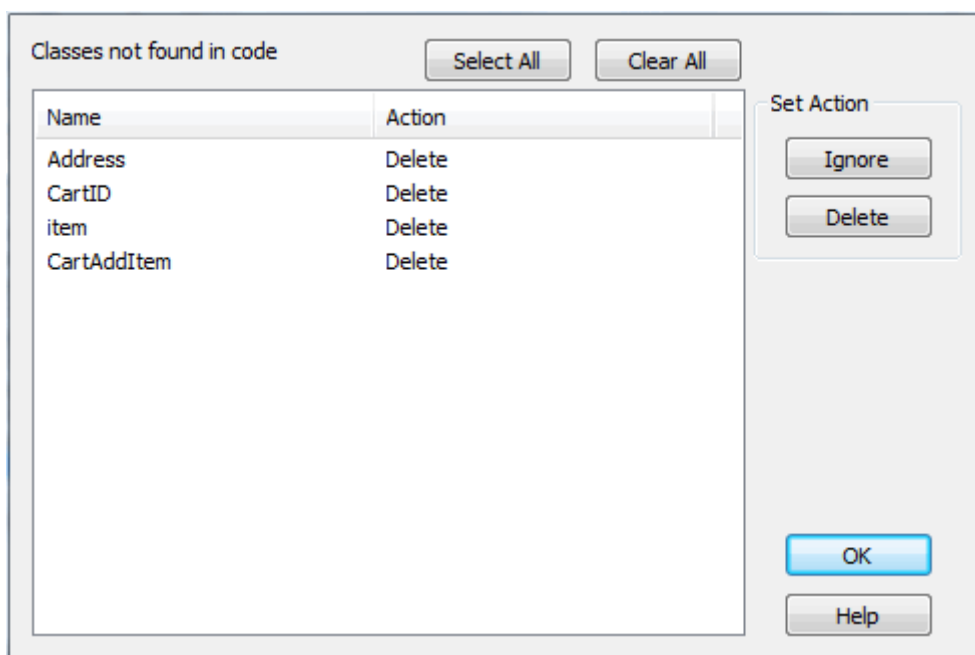 Classes not found in code
Select All
Clear All
Name Action
Address Delete
CartID Delete
item Delete
CartAddItem Delete
Set Action
Ignore
Delete
OK
Help